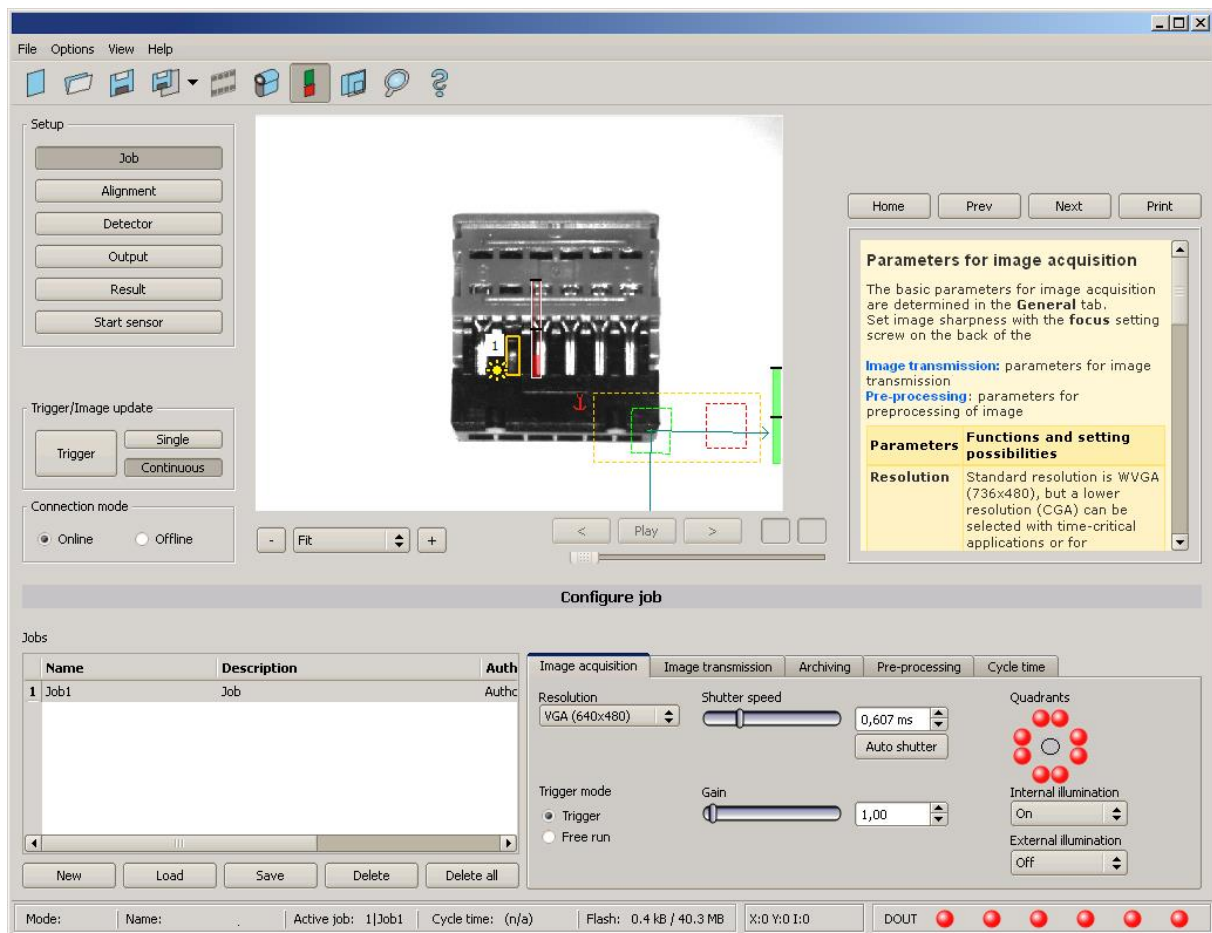 File Options View Help
Setup
Job
Alignment
Detector
Output
Result
Start sensor
Trigger/Image update
Trigger
Single
Continuous
Connection mode
Online Offline
1
- Fit +
< Play >
Home Prev Next Print
Parameters for image acquisition
The basic parameters for image acquisition
are determined in the General tab.
Set image sharpness with the focus setting
screw on the back of the
Image transmission: parameters for image
transmission
Pre-processing: parameters for
preprocessing of image
Parameters Functions and setting
possibilities
Resolution Standard resolution is WVGA
(736x480), but a lower
resolution (CGA) can be
selected with time-critical
applications or for
Configure job
Jobs
Name Description Auth
1 Job1 Job Autho
New Load Save Delete Delete all
Image acquisition Image transmission Archiving Pre-processing Cycle time
Resolution
VGA (640x480)
Shutter speed
0,607 ms
Auto shutter
Quadrants
Trigger mode
Trigger
Free run
Gain
1,00
Internal illumination
On
External illumination
Off
Mode: Name: . Active job: 1|Job1 Cycle time: (n/a) Flash: 0.4 kB / 40.3 MB X:0 Y:0 I:0 DOUT